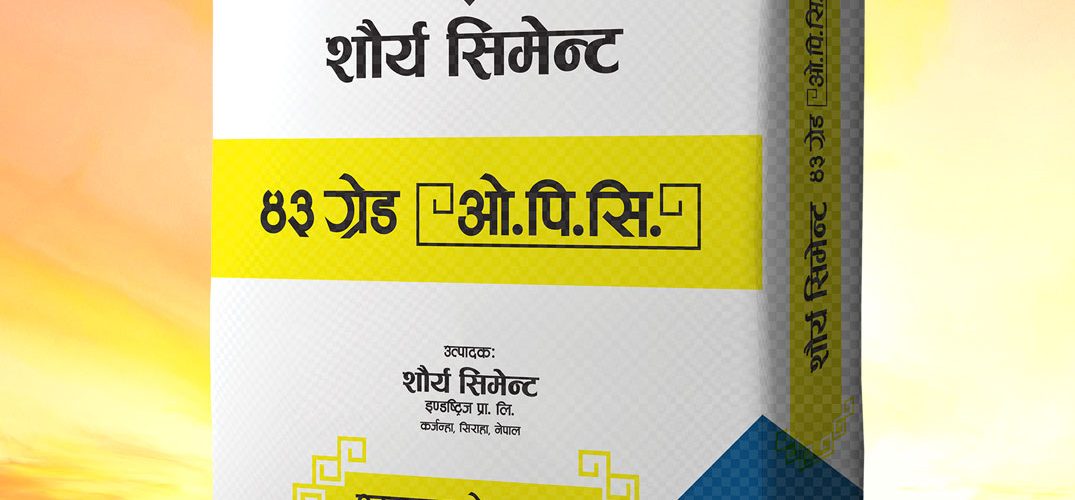 शौर्य सिमेन्ट
४३ ग्रेड ओ.पि.सि.
उत्पादक:
शौर्य सिमेन्ट
इण्डष्ट्रिज प्रा. लि.
कर्जन्हा, सिराहा, नेपाल
शौर्य सिमेन्ट ४३ ग्रेड ओ.पि.सि.